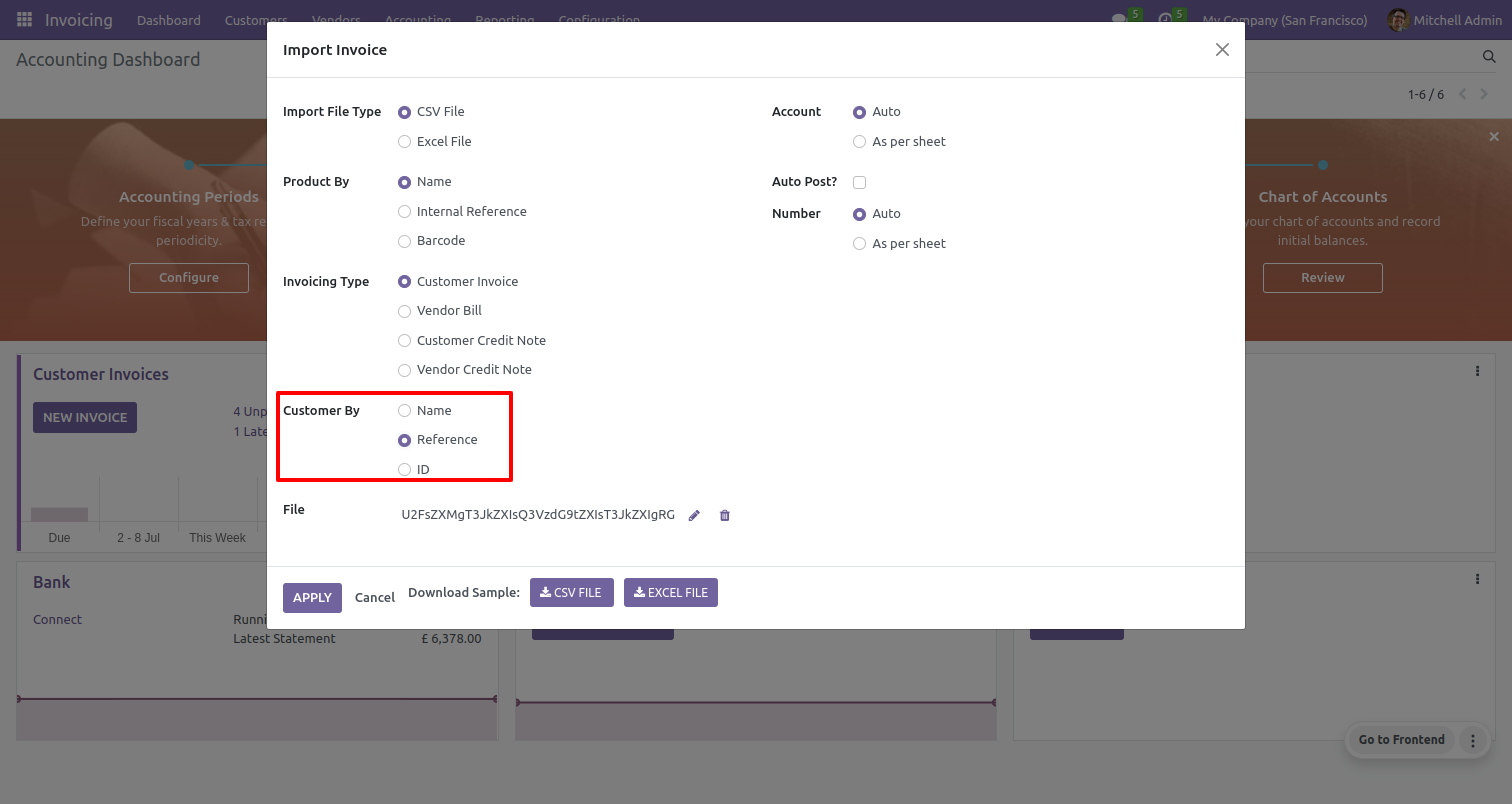 Invoicing Dashboard Customers Vendors Accounting Reporting Configuration 5 5 My Company (San Francisco) Mitchell Admin
Accounting Dashboard
1-6 / 6
Import Invoice
Import File Type CSV File
Excel File
Product By Name
Internal Reference
Barcode
Invoicing Type Customer Invoice
Vendor Bill
Customer Credit Note
Vendor Credit Note
Customer By Name
Reference
ID
File U2FsZXMgT3JkZXIsQ3VzdG9tZXIsT3JkZXIgRG
Account Auto
As per sheet
Auto Post?
Number Auto
As per sheet
APPLY Cancel Download Sample: CSV FILE EXCEL FILE
Accounting Periods
Define your fiscal years & tax re
periodicity.
Configure
Chart of Accounts
your chart of accounts and record
initial balances.
Review
Customer Invoices
NEW INVOICE
4 Unp
1 Late
Due 2 - 8 Jul This Week
Bank
Connect Runni
Latest Statement £ 6,378.00
Go to Frontend